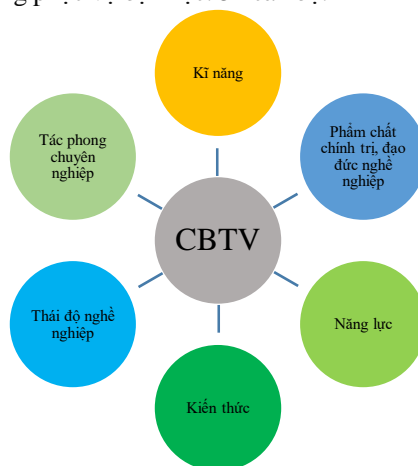 Kĩ năng
Tác phong
chuyên
nghiệp
Phẩm chất
chính trị, đạo
đức nghề
nghiệp
CBTV
Thái độ nghề
nghiệp
Năng lực
Kiến thức